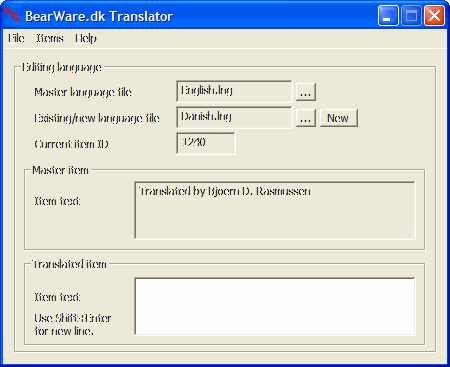 BearWare.dk Translator
File Items Help
Editing language
Master language file English.lng ...
Existing/new language file Danish.lng ... New
Current item ID 1240
Master item
Item text Translated by Bjoern D. Rasmussen
Translated item
Item text
Use Shift+Enter
for new line.